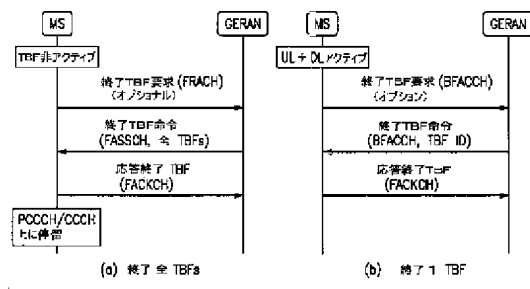 MS
GERAN
TBF非アクティブ
終了TBF要求 (FRACH)
(オプショナル)
終了TBF命令
(FASSCH, 全 TBFs)
応答終了 TBF
(FACKCH)
PCCCH/CCCH
上に停留
(a) 終了 全 TBFs
MS
GERAN
UL + DLアクティブ
終了TBF要求 (BFACCH)
(オプション)
終了TBF命令
(BFACCH, TBF ID)
応答終了TBF
(FACKCH)
(b) 終了 1 TBF